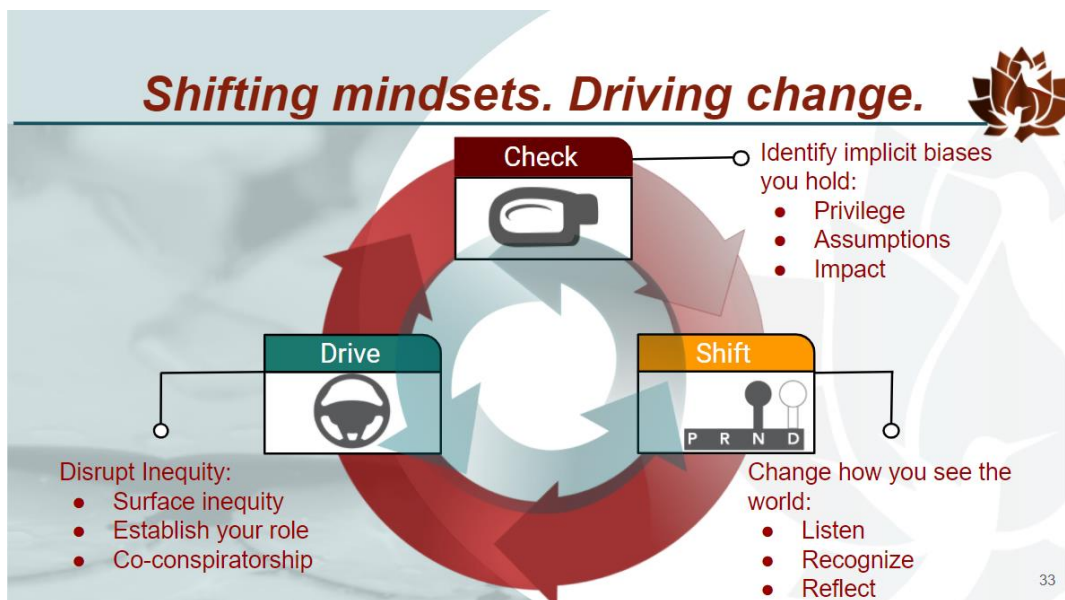 Shifting mindsets. Driving change.
Check
Identify implicit biases
you hold:
● Privilege
● Assumptions
● Impact
Drive
Shift
P R N D
Disrupt Inequity:
● Surface inequity
● Establish your role
● Co-conspiratorship
Change how you see the
world:
● Listen
● Recognize
● Reflect
33